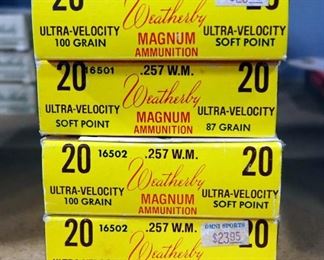 20
Weatherby
ULTRA-VELOCITY
100 GRAIN
MAGNUM
AMMUNITION
ULTRA-VELOCITY
SOFT POINT
20
16501
.257 W.M.
20
Weatherby
ULTRA-VELOCITY
SOFT POINT
MAGNUM
AMMUNITION
ULTRA-VELOCITY
87 GRAIN
20
16502
.257 W.M.
20
Weatherby
ULTRA-VELOCITY
100 GRAIN
MAGNUM
AMMUNITION
ULTRA-VELOCITY
SOFT POINT
20
16502
.257 W.M.
OMNI SPORTS
$23.95
20
Weatherby